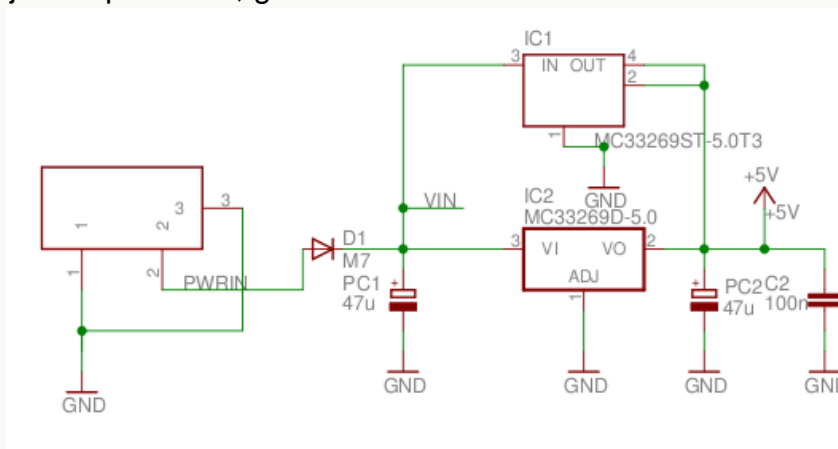 IC1
3 IN OUT 4
2
1
MC33269ST-5.0T3
GND
+5V
+5V
3 3
1 2
1 2
PWRIN
GND
VIN
D1
M7
PC1
47u
GND
IC2
MC33269D-5.0
3 VI VO 2
ADJ
1
GND
PC2
47u
GND
C2
100n